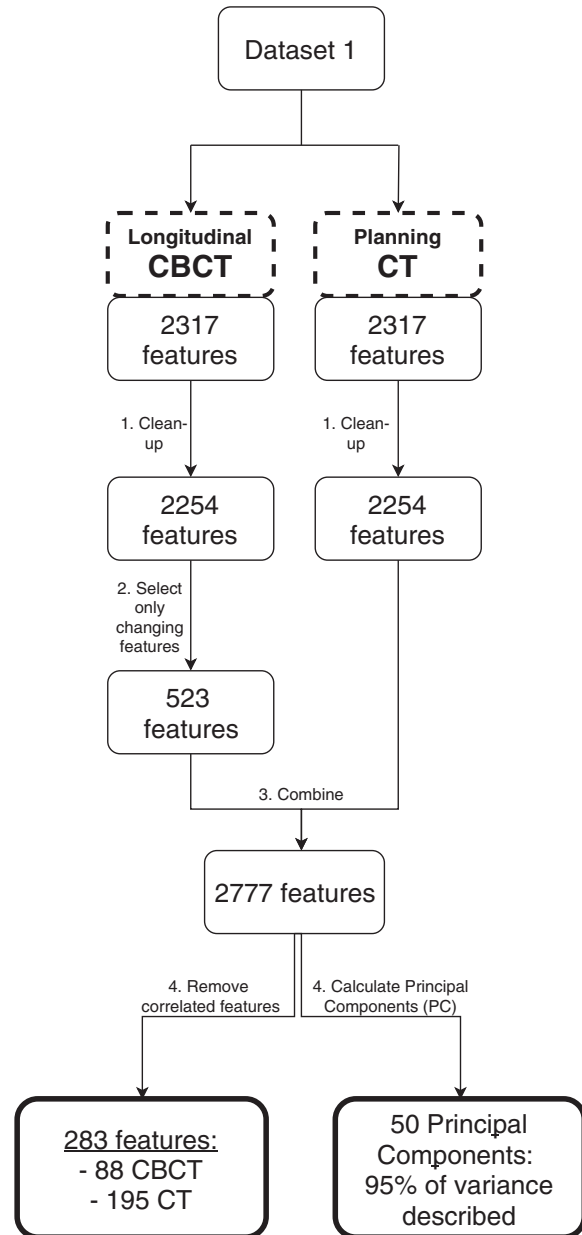 Dataset 1
Longitudinal
CBCT
Planning
CT
2317
features
2317
features
1. Clean-
up
1. Clean-
up
2254
features
2254
features
2. Select
only
changing
features
523
features
3. Combine
2777 features
4. Remove
correlated features
4. Calculate Principal
Components (PC)
283 features:
- 88 CBCT
- 195 CT
50 Principal
Components:
95% of variance
described